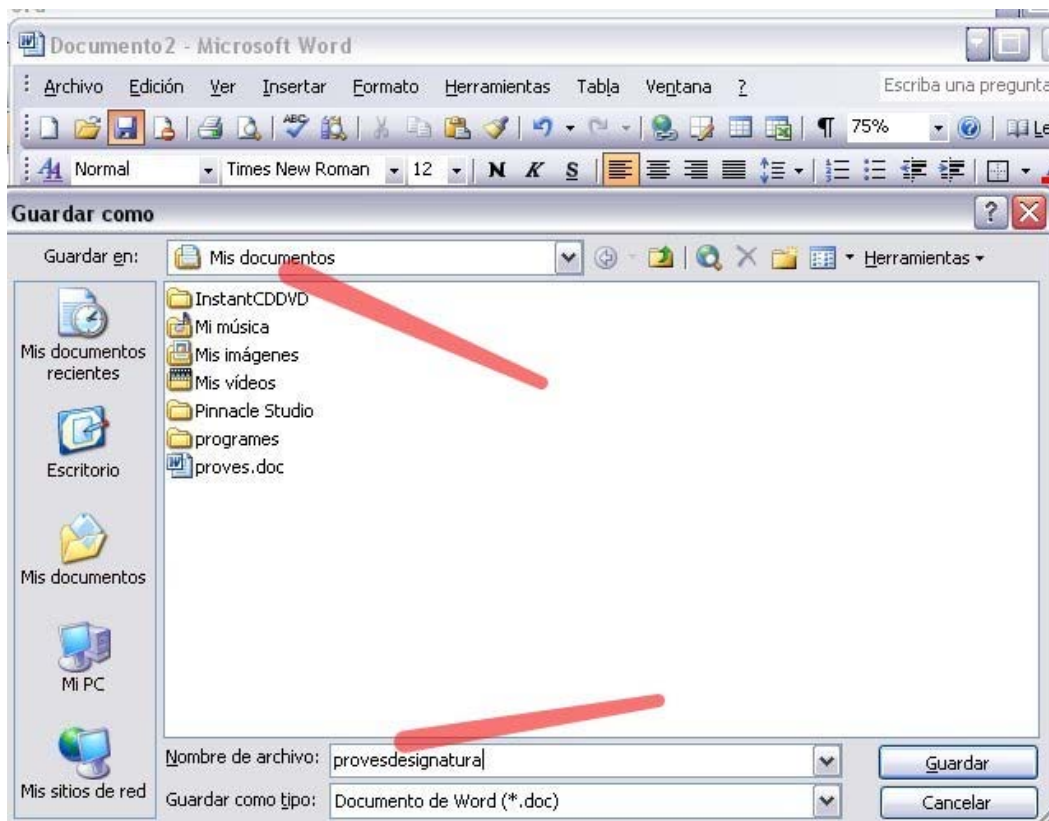 Documento2 - Microsoft Word
Archivo Edición Ver Insertar Formato Herramientas Tabla Ventana ? Escriba una pregunta
ABC ¶ 75% Le
44 Normal Times New Roman 12 N K S
Guardar como ?
Guardar en: Mis documentos Herramientas
InstantCDDVD
Mi música
Mis documentos recientes
Mis imágenes
Mis vídeos
Pinnacle Studio
programes
Escritorio
proves.doc
Mis documentos
Mi PC
Nombre de archivo: provesdesignatura Guardar
Mis sitios de red
Guardar como tipo: Documento de Word (*.doc) Cancelar